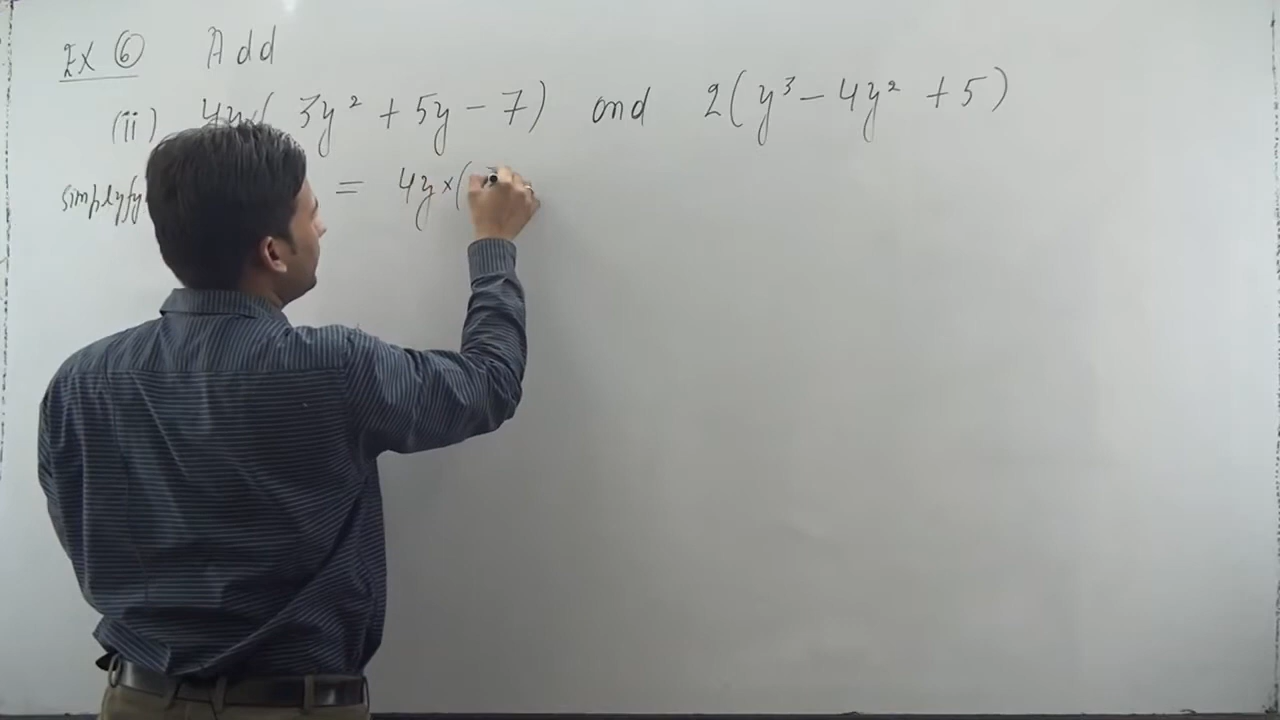 Ex 6 Add
(ii) 4y( 3y² + 5y - 7) and 2(y³ - 4y² + 5)
= 4y×(